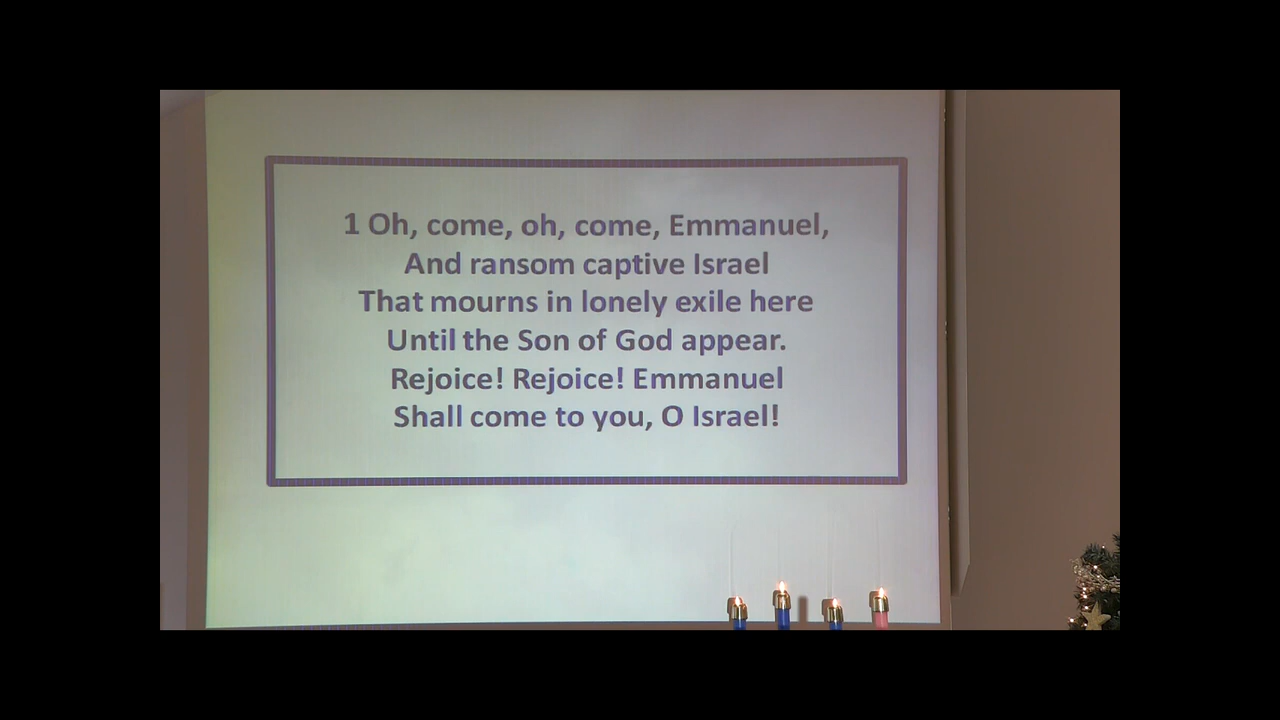 1 Oh, come, oh, come, Emmanuel,
And ransom captive Israel
That mourns in lonely exile here
Until the Son of God appear.
Rejoice! Rejoice! Emmanuel
Shall come to you, O Israel!